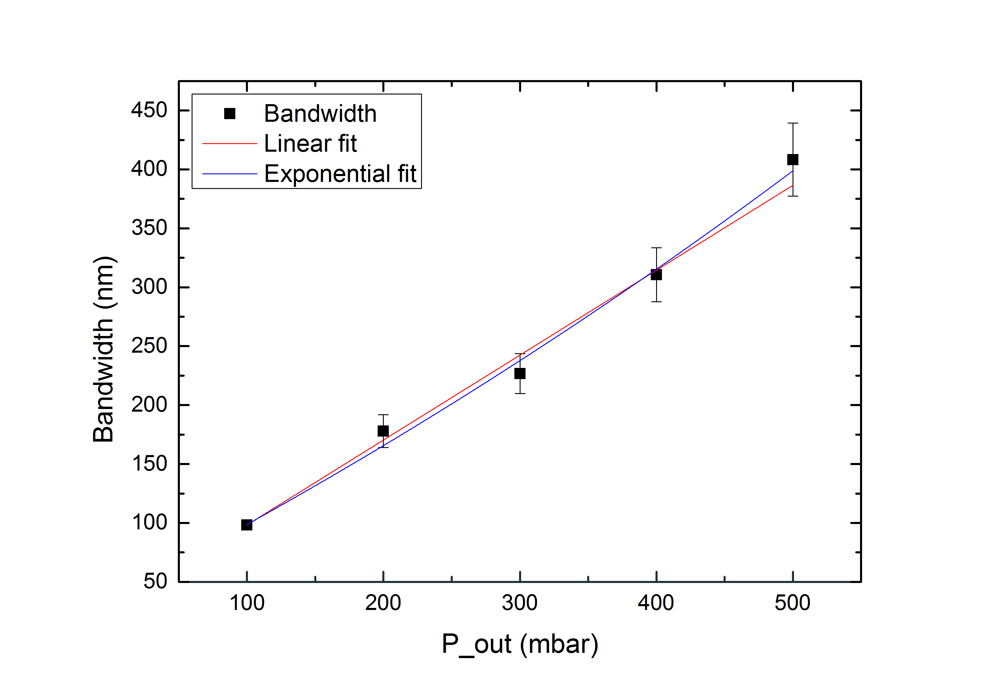 Bandwidth
Linear fit
Exponential fit
450
400
350
300
250
200
150
100
50
Bandwidth (nm)
100 200 300 400 500
P_out (mbar)